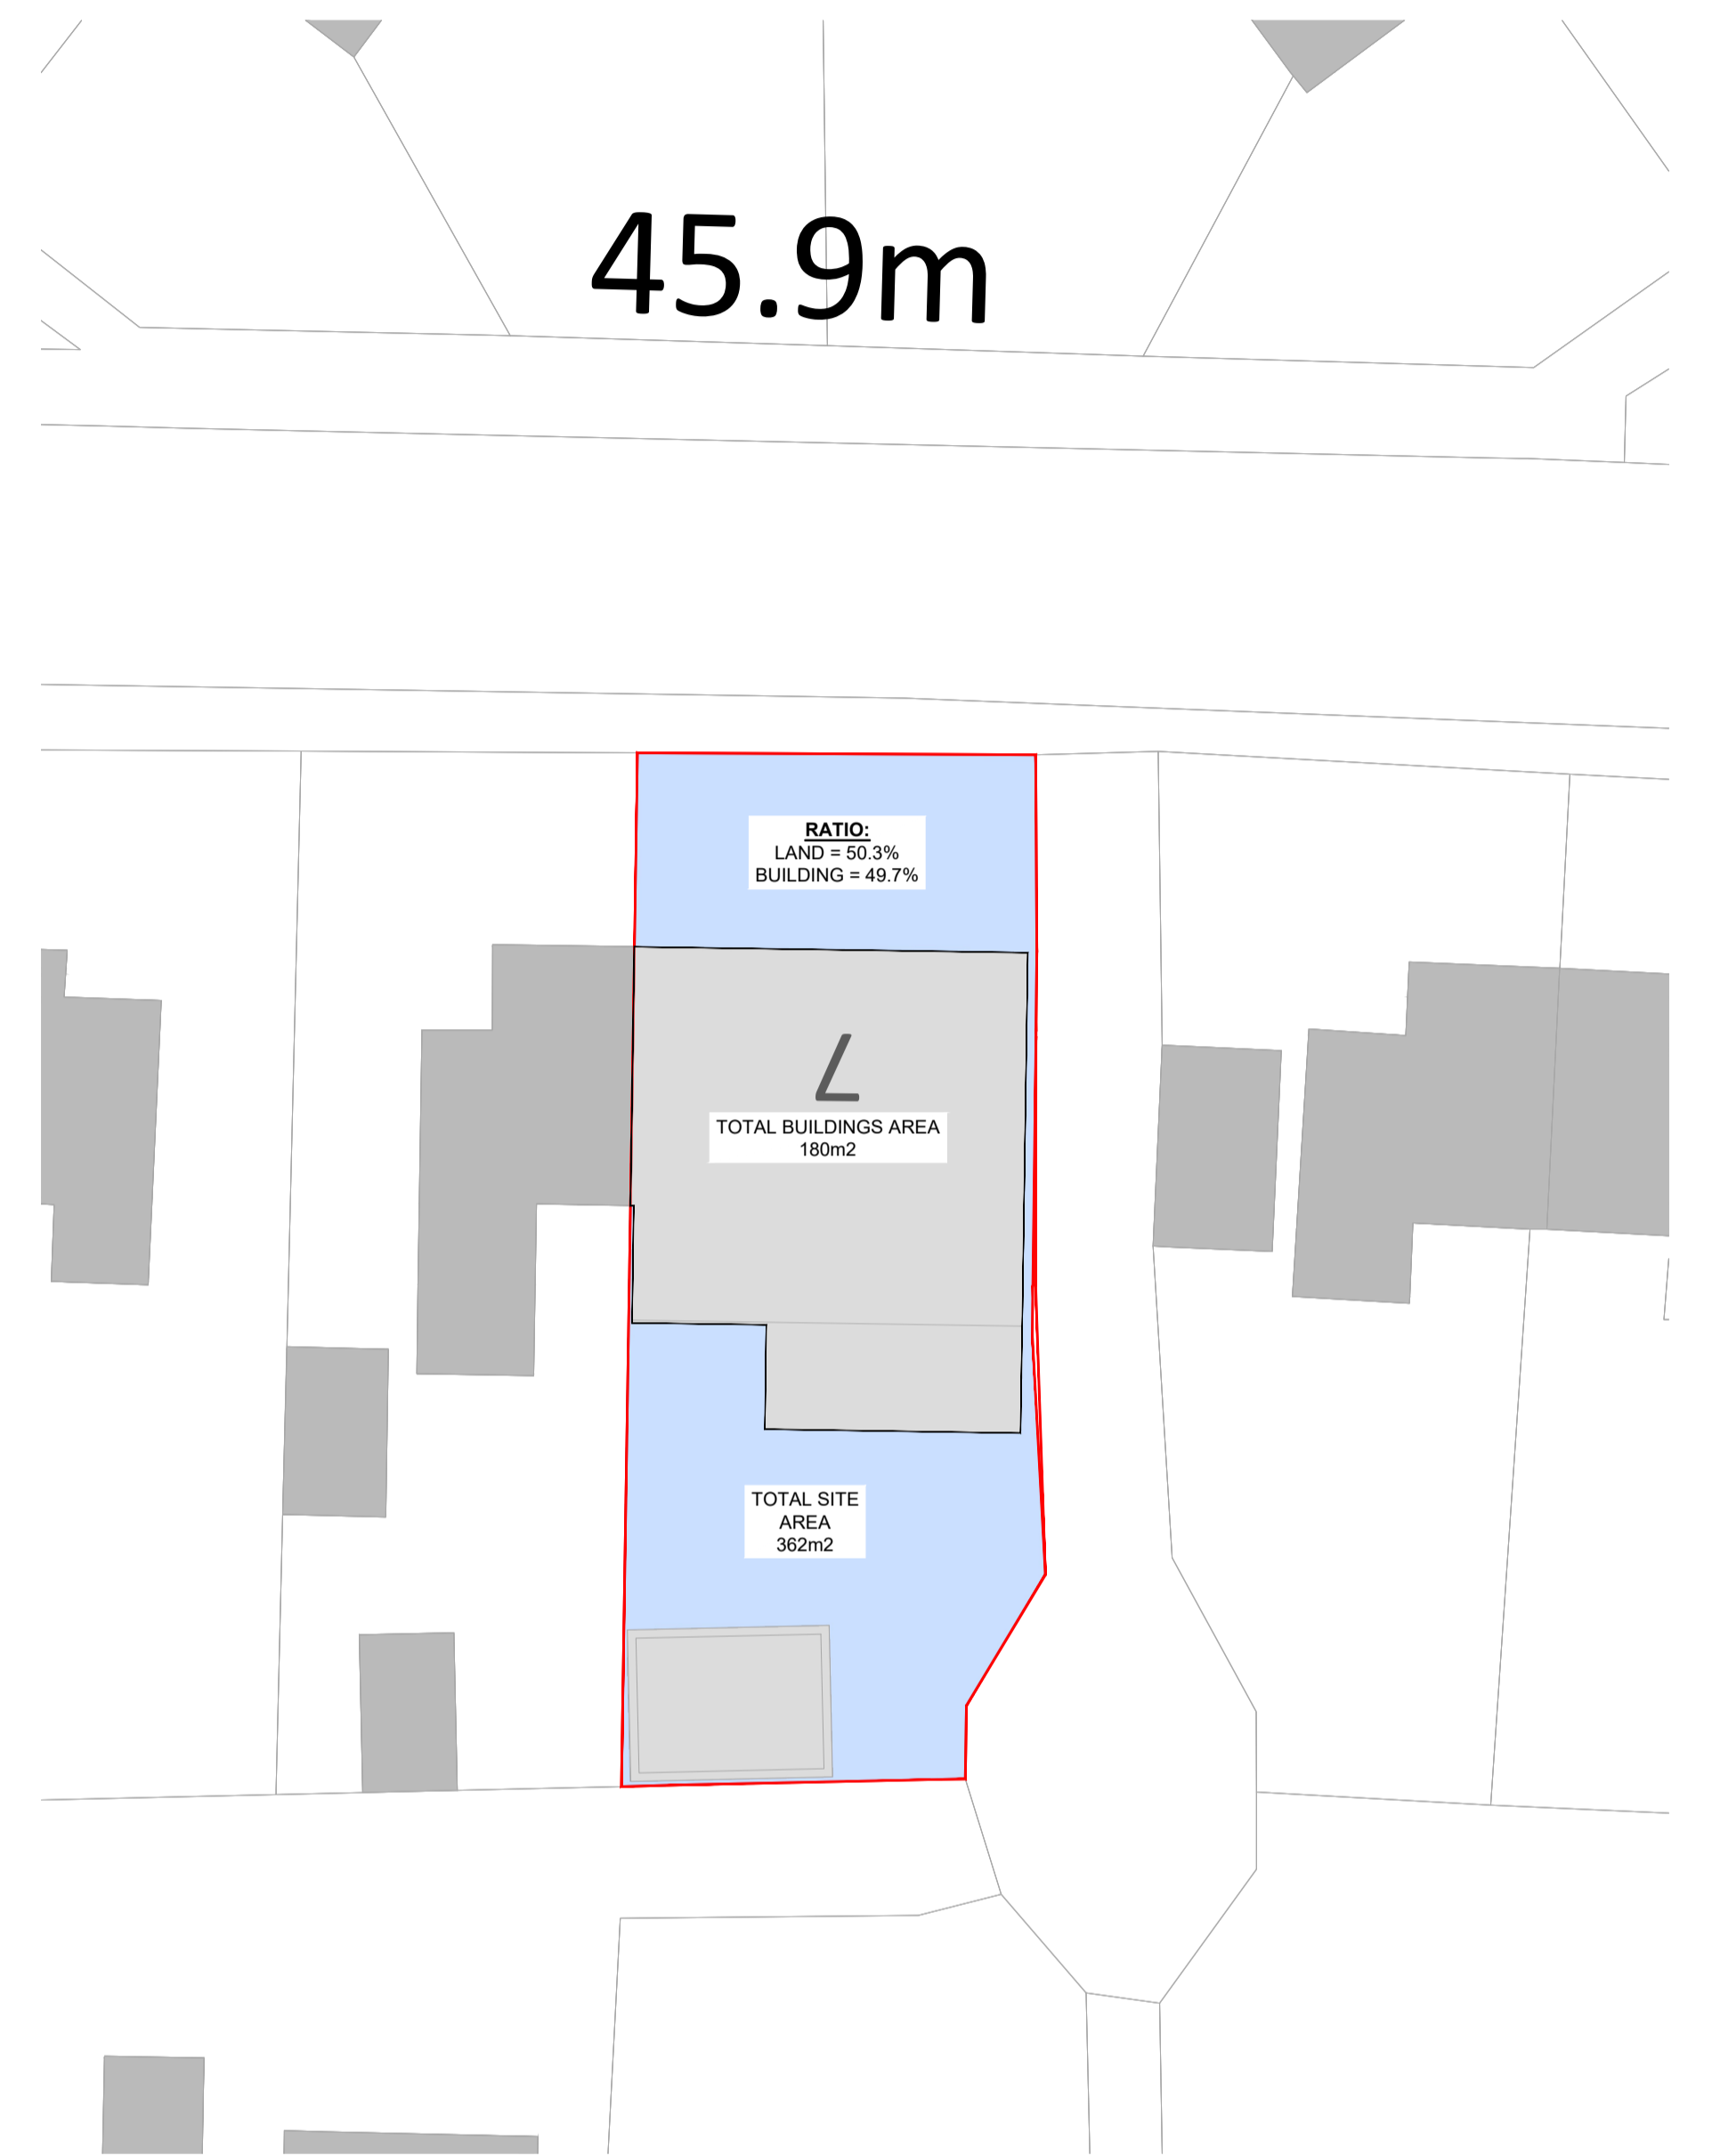 45.9m
RATIO:
LAND = 50.3%
BUILDING = 49.7%
TOTAL BUILDINGS AREA
180m2
TOTAL SITE
AREA
362m2